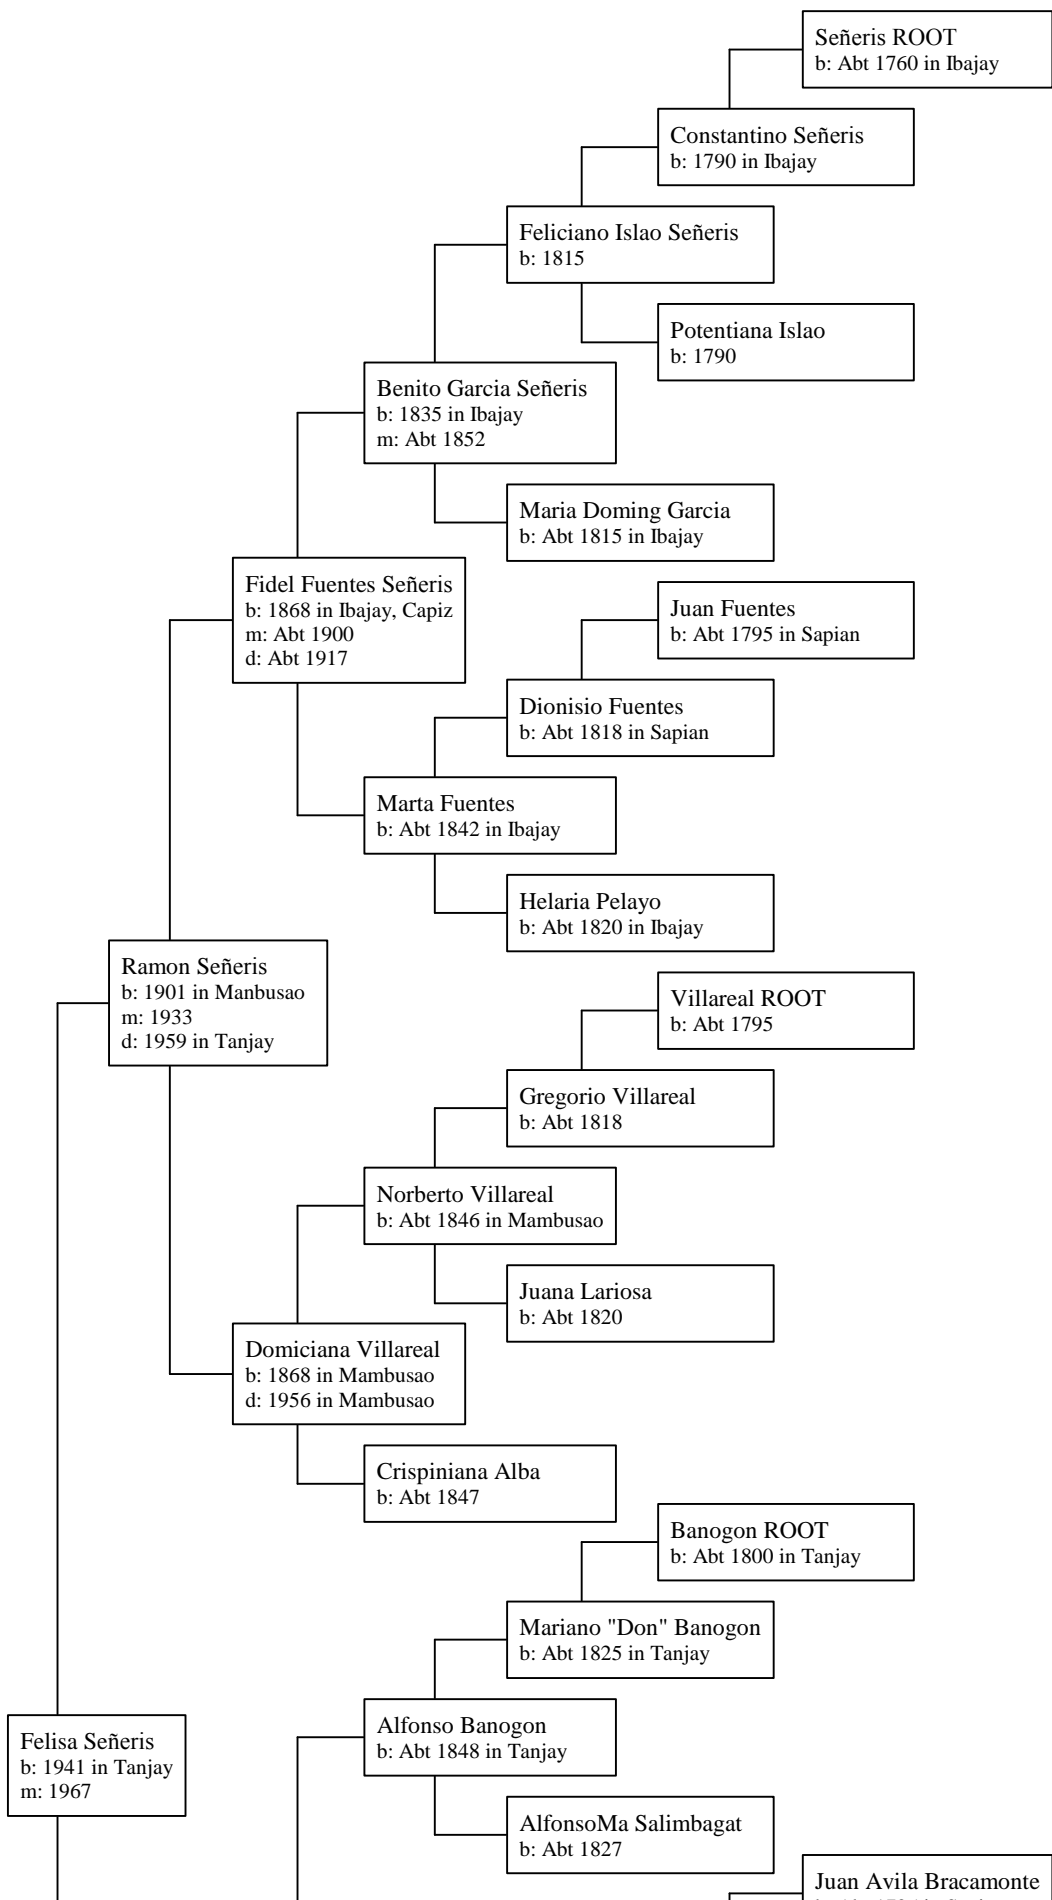 Señeris ROOT
b: Abt 1760 in Ibajay
Constantino Señeris
b: 1790 in Ibajay
Feliciano Islao Señeris
b: 1815
Potentiana Islao
b: 1790
Benito Garcia Señeris
b: 1835 in Ibajay
m: Abt 1852
Maria Doming Garcia
b: Abt 1815 in Ibajay
Fidel Fuentes Señeris
b: 1868 in Ibajay, Capiz
m: Abt 1900
d: Abt 1917
Juan Fuentes
b: Abt 1795 in Sapian
Dionisio Fuentes
b: Abt 1818 in Sapian
Marta Fuentes
b: Abt 1842 in Ibajay
Helaria Pelayo
b: Abt 1820 in Ibajay
Ramon Señeris
b: 1901 in Manbusao
m: 1933
d: 1959 in Tanjay
Villareal ROOT
b: Abt 1795
Gregorio Villareal
b: Abt 1818
Norberto Villareal
b: Abt 1846 in Mambusao
Juana Lariosa
b: Abt 1820
Domiciana Villareal
b: 1868 in Mambusao
d: 1956 in Mambusao
Crispiniana Alba
b: Abt 1847
Banogon ROOT
b: Abt 1800 in Tanjay
Mariano "Don" Banogon
b: Abt 1825 in Tanjay
Alfonso Banogon
b: Abt 1848 in Tanjay
Felisa Señeris
b: 1941 in Tanjay
m: 1967
AlfonsoMa Salimbagat
b: Abt 1827
Juan Avila Bracamonte